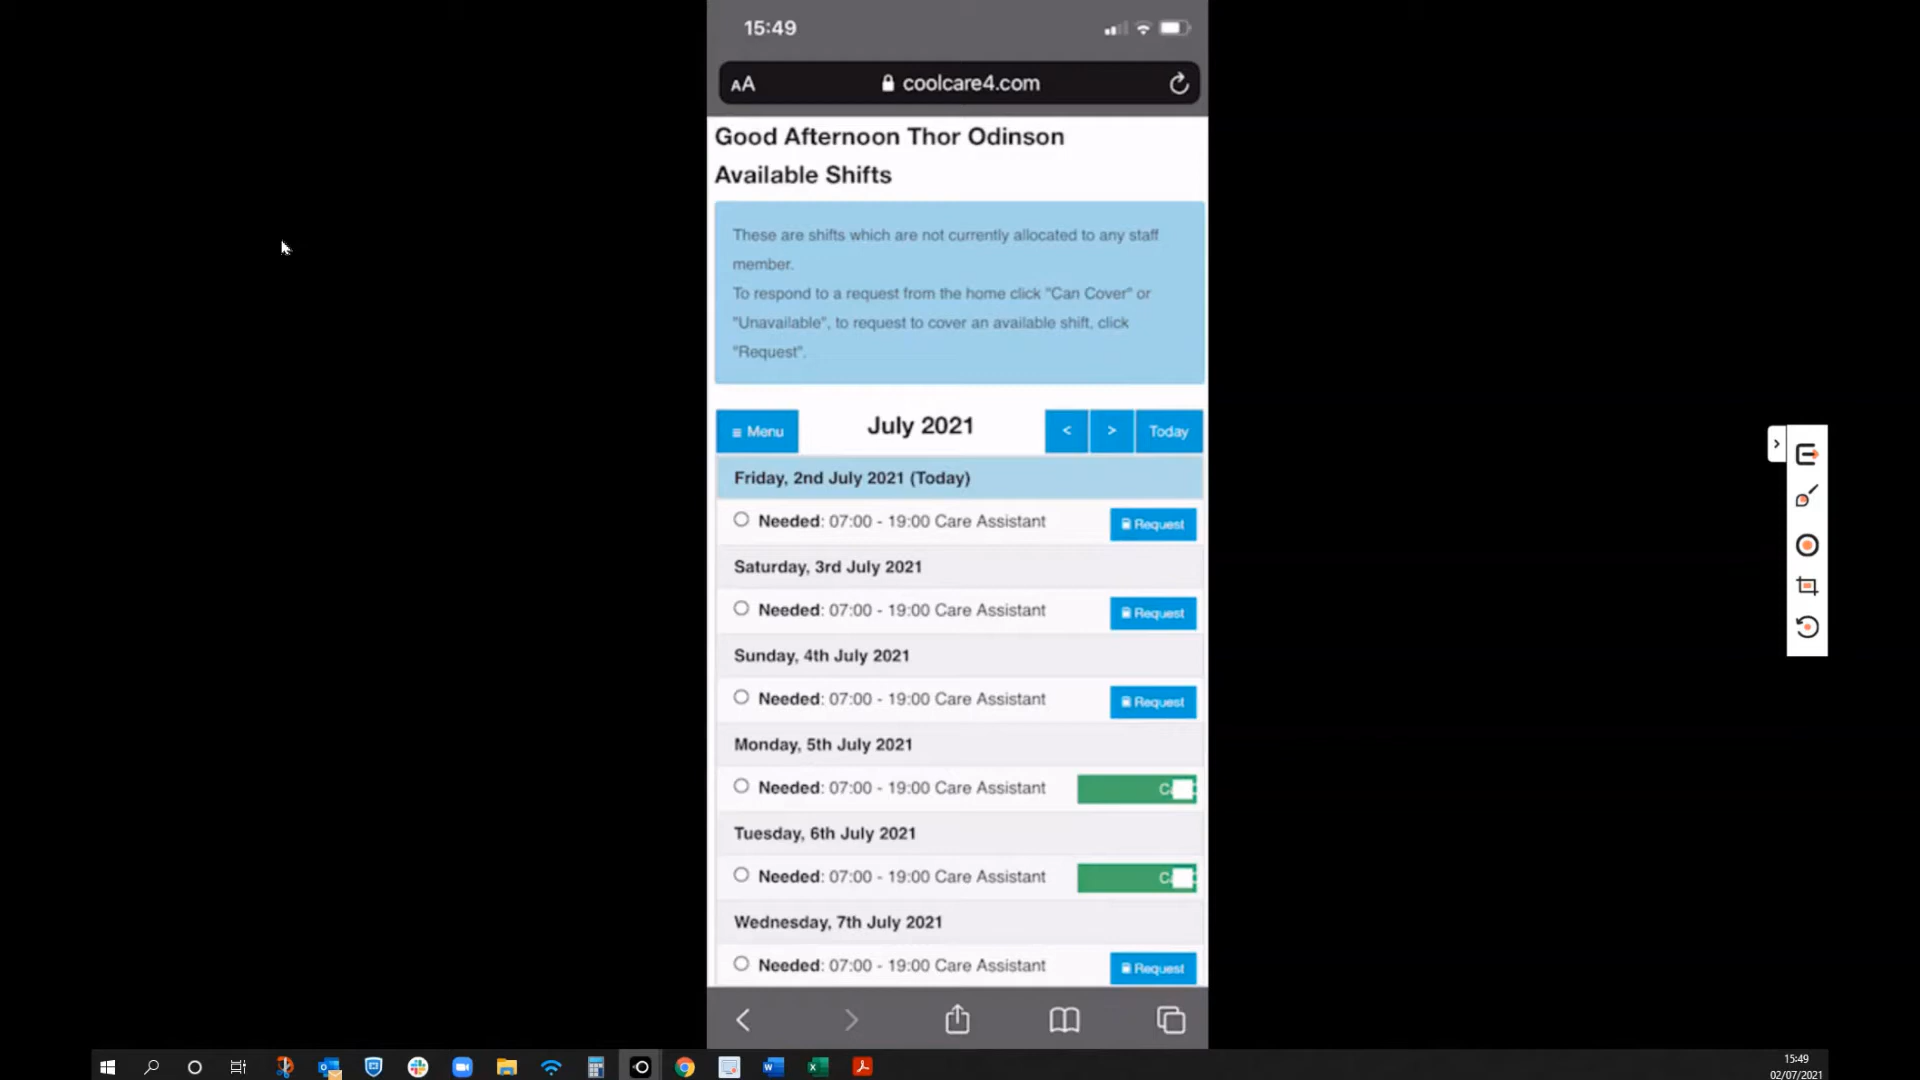 15:49
AA
coolcare4.com
Good Afternoon Thor Odinson
Available Shifts
These are shifts which are not currently allocated to any staff
member.
To respond to a request from the home click "Can Cover" or
"Unavailable", to request to cover an available shift, click
"Request".
Menu
July 2021
<
>
Today
Friday, 2nd July 2021 (Today)
Needed: 07:00 - 19:00 Care Assistant
Request
Saturday, 3rd July 2021
Needed: 07:00 - 19:00 Care Assistant
Request
Sunday, 4th July 2021
Needed: 07:00 - 19:00 Care Assistant
Request
Monday, 5th July 2021
Needed: 07:00 - 19:00 Care Assistant
Tuesday, 6th July 2021
Needed: 07:00 - 19:00 Care Assistant
Wednesday, 7th July 2021
Needed: 07:00 - 19:00 Care Assistant
Request
15:49
02/07/2021